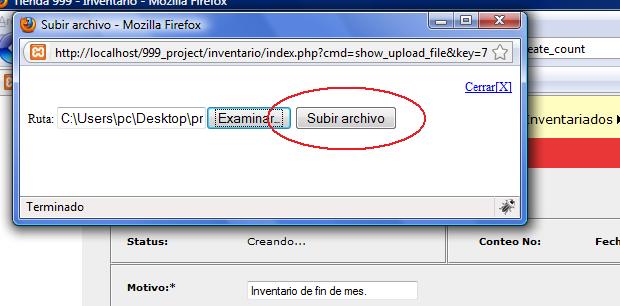 Tienda 999 - Inventario - Mozilla Firefox
Subir archivo - Mozilla Firefox
http://localhost/999_project/inventario/index.php?cmd=show_upload_file&key=7
eate_count
Cerrar[X]
Ruta: C:\Users\pc\Desktop\pr Examinar... Subir archivo
Inventariados
Terminado
Status: Creando... Conteo No: Fech
Motivo:* Inventario de fin de mes.